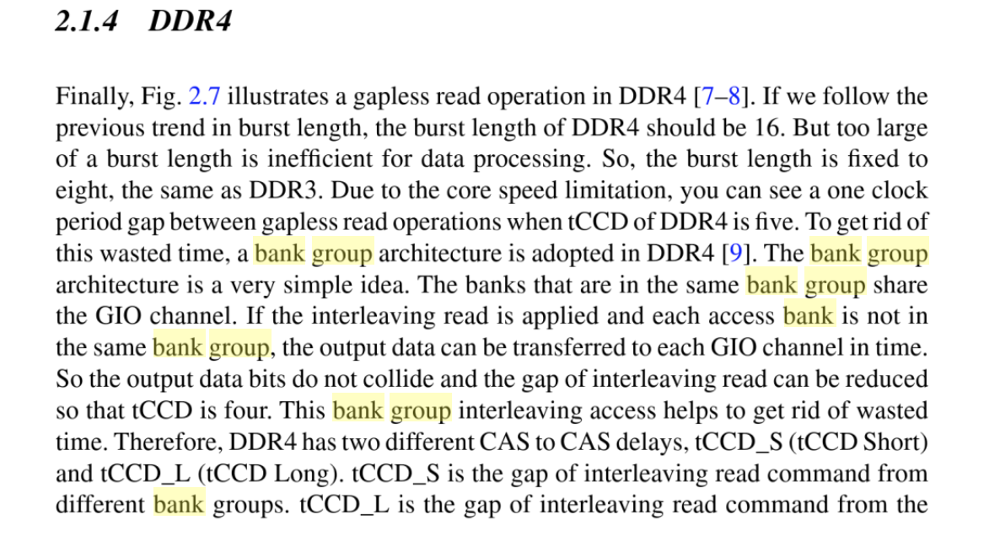 2.1.4 DDR4
Finally, Fig. 2.7 illustrates a gapless read operation in DDR4 [7–8]. If we follow the
previous trend in burst length, the burst length of DDR4 should be 16. But too large
of a burst length is inefficient for data processing. So, the burst length is fixed to
eight, the same as DDR3. Due to the core speed limitation, you can see a one clock
period gap between gapless read operations when tCCD of DDR4 is five. To get rid of
this wasted time, a bank group architecture is adopted in DDR4 [9]. The bank group
architecture is a very simple idea. The banks that are in the same bank group share
the GIO channel. If the interleaving read is applied and each access bank is not in
the same bank group, the output data can be transferred to each GIO channel in time.
So the output data bits do not collide and the gap of interleaving read can be reduced
so that tCCD is four. This bank group interleaving access helps to get rid of wasted
time. Therefore, DDR4 has two different CAS to CAS delays, tCCD_S (tCCD Short)
and tCCD_L (tCCD Long). tCCD_S is the gap of interleaving read command from
different bank groups. tCCD_L is the gap of interleaving read command from the